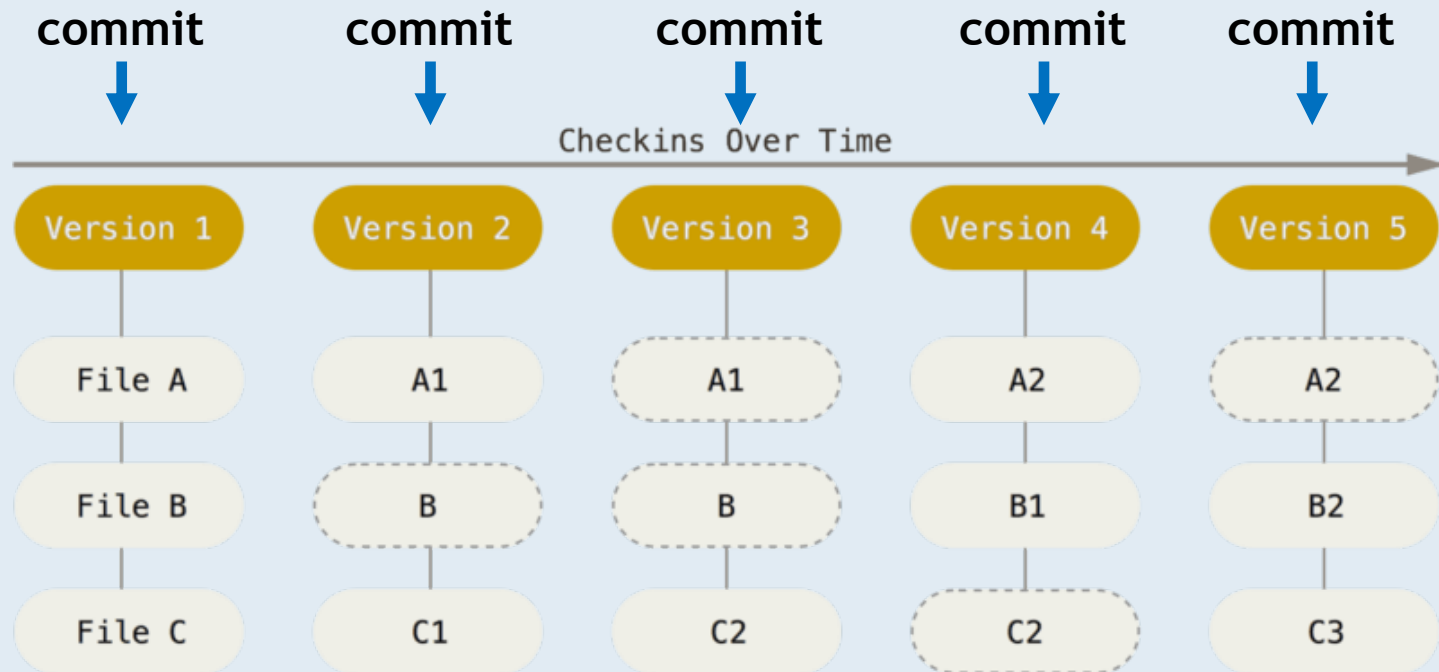 commit commit commit commit commit
Checkins Over Time
Version 1 Version 2 Version 3 Version 4 Version 5
File A A1 A1 A2 A2
File B B B B1 B2
File C C1 C2 C2 C3